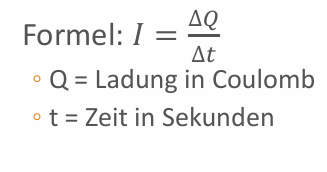 Formel: I = ΔQ/Δt
◦ Q = Ladung in Coulomb
◦ t = Zeit in Sekunden